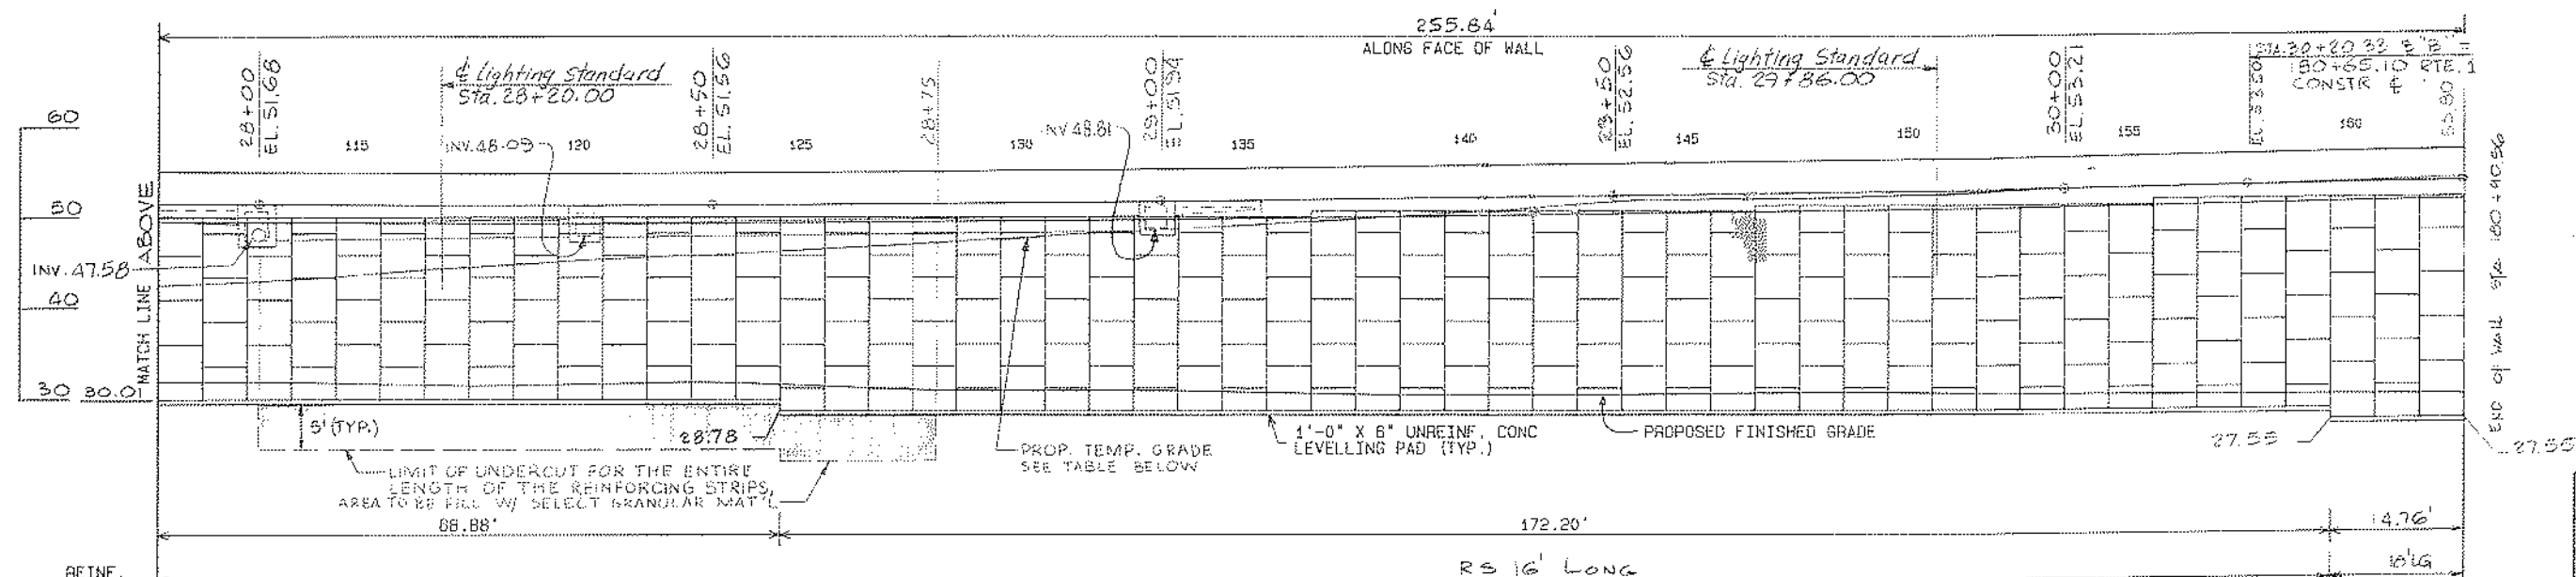 255.84'
ALONG FACE OF WALL
28+00
EL. 51.68
₵ Lighting Standard
Sta. 28+20.00
28+50
EL. 51.56
28+75
29+00
EL. 51.94
29+50
EL. 52.56
₵ Lighting Standard
Sta. 29+86.00
30+00
EL. 53.21
STA. 30+20.33 ₵ "B" =
180+65.10 RTE. 1
CONSTR ₵
60
50
40
30
30.0
115
INV. 48.09
120
125
130
INV 48.81
135
140
145
150
155
160
MATCH LINE ABOVE
INV. 47.58
END of WALL Sta 180+40.56
5' (TYP.)
28.78
LIMIT OF UNDERCUT FOR THE ENTIRE
LENGTH OF THE REINFORCING STRIPS,
AREA TO BE FILL W/ SELECT GRANULAR MAT'L
PROP. TEMP. GRADE
SEE TABLE BELOW
1'-0" X 6" UNREINF. CONC
LEVELLING PAD (TYP.)
PROPOSED FINISHED GRADE
27.55
27.55
68.88'
172.20'
14.76'
REINF.
RS 16' LONG